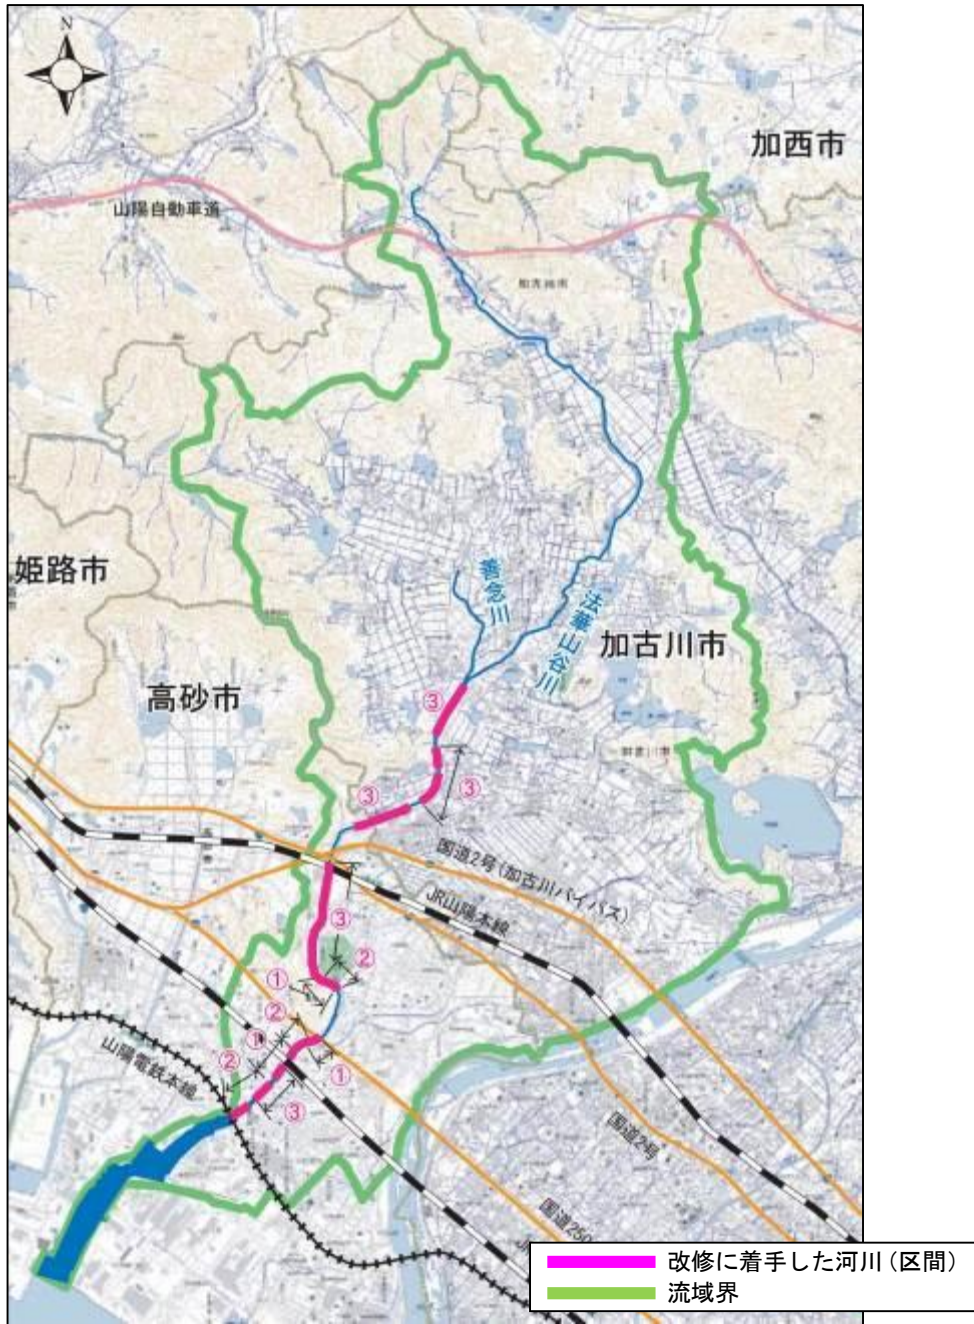 N
加西市
山陽自動車道
姫路市
善念川
法華山谷川
加古川市
高砂市
③
③
③
国道2号(加古川バイパス)
JR山陽本線
③
②
①
②
①
①
②
③
山陽電鉄本線
国道2号
国道250
改修に着手した河川(区間)
流域界